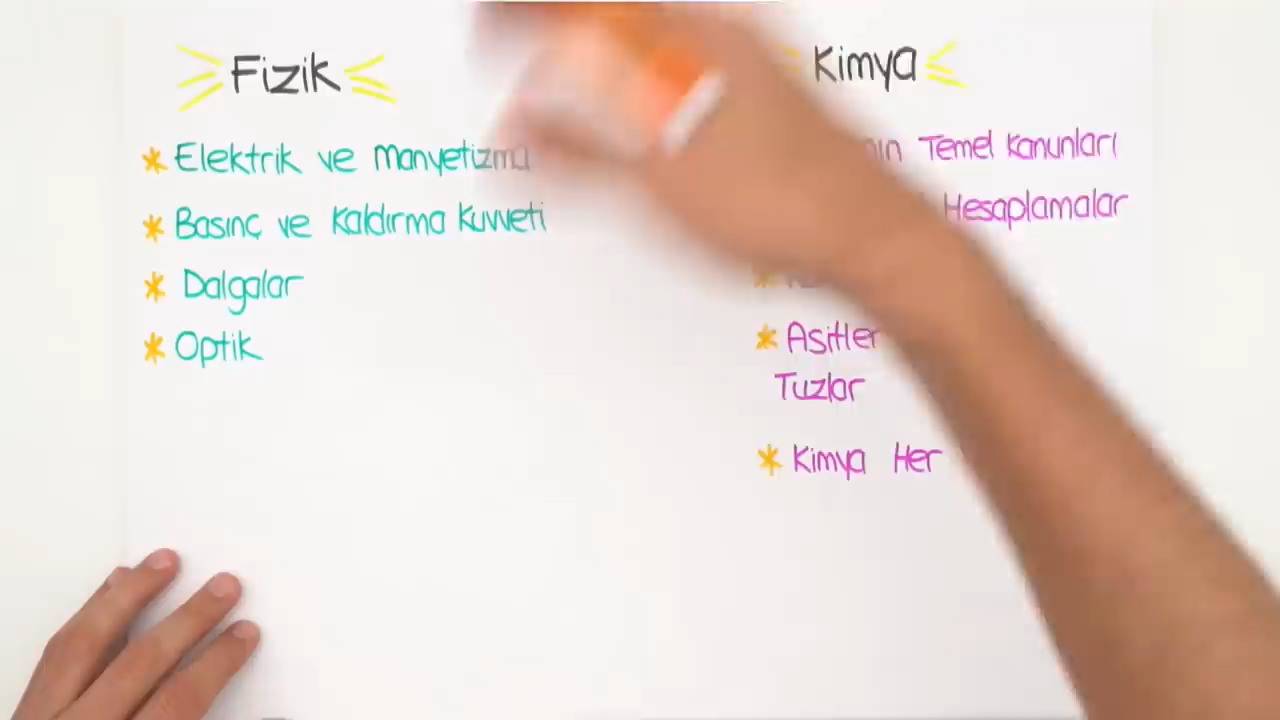 Fizik
* Elektrik ve Manyetizma
* Basınç ve Kaldırma Kuvveti
* Dalgalar
* Optik
Kimya
Temel Kanunları
Hesaplamalar
* Asitler
Tuzlar
* Kimya Her